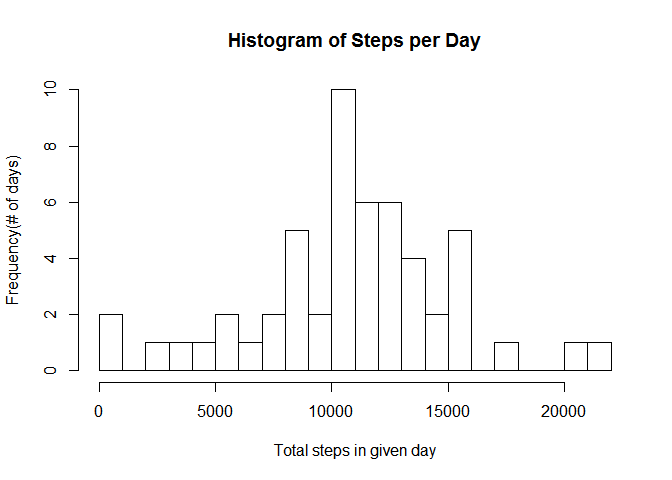 Histogram of Steps per Day
Frequency(# of days)
10
8
6
4
2
0
0 5000 10000 15000 20000
Total steps in given day